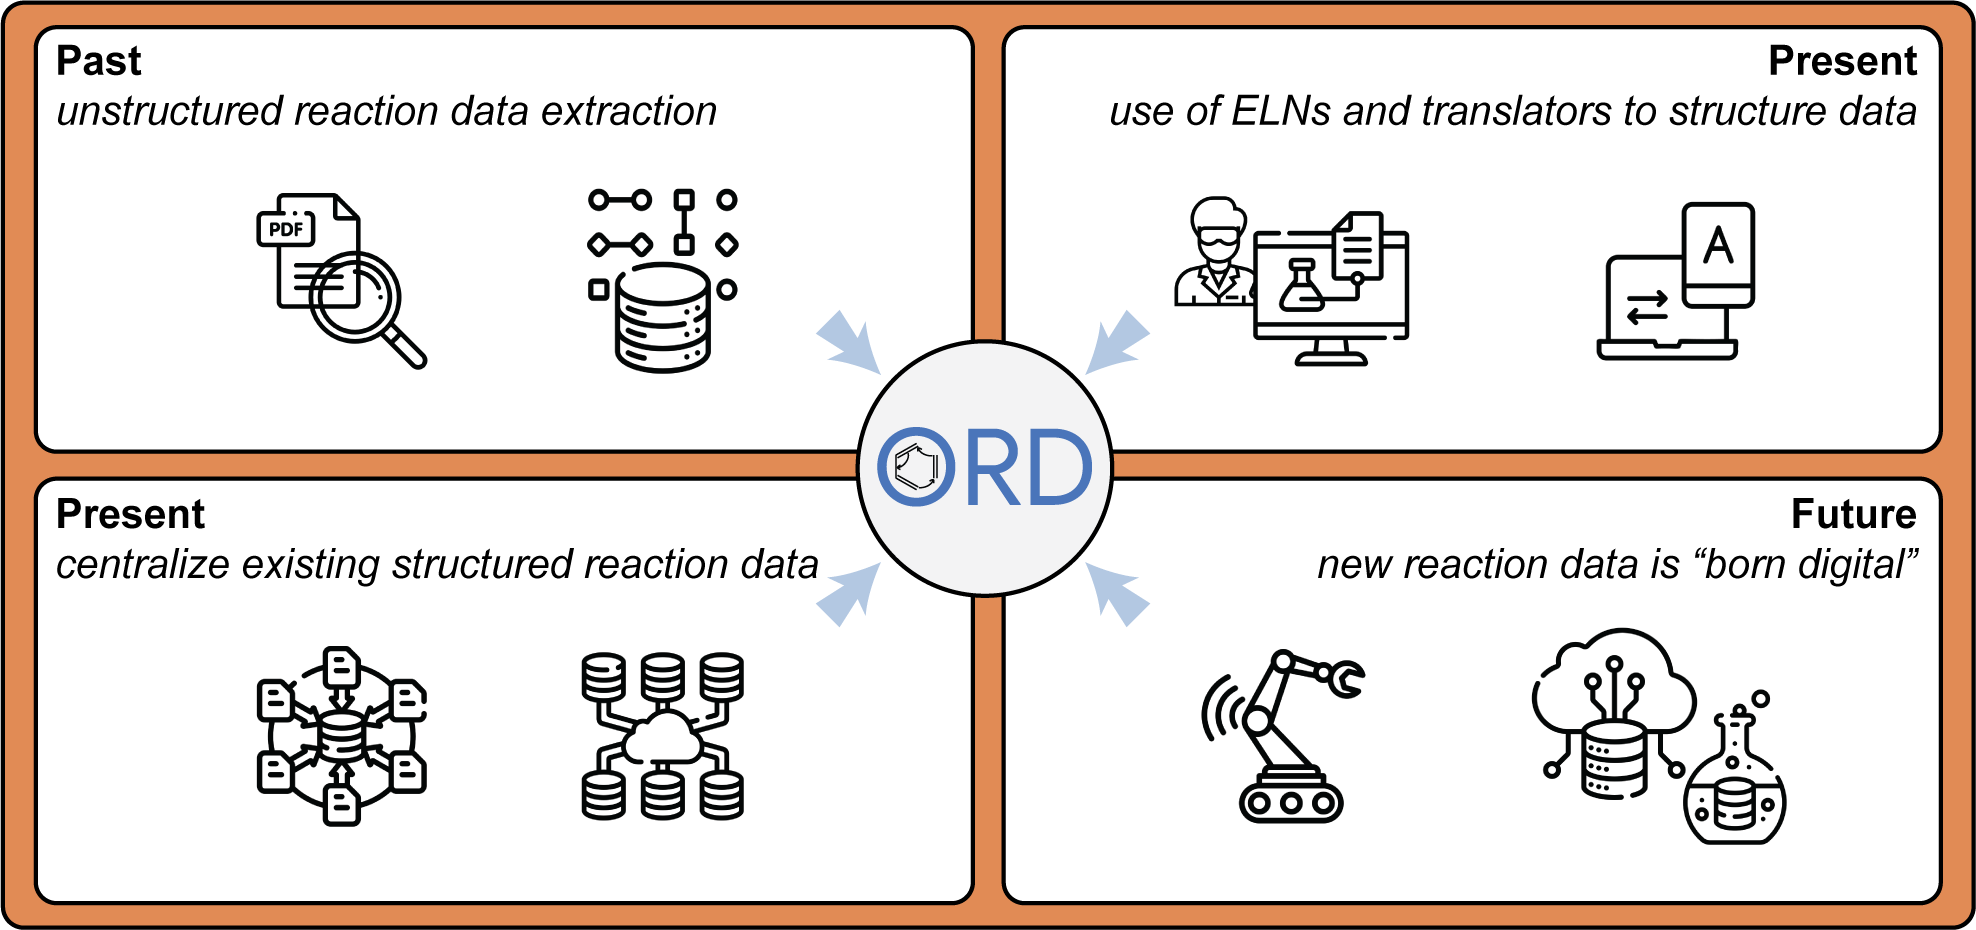 Past
unstructured reaction data extraction
PDF
Present
use of ELNs and translators to structure data
A
ORD
Present
centralize existing structured reaction data
Future
new reaction data is “born digital”